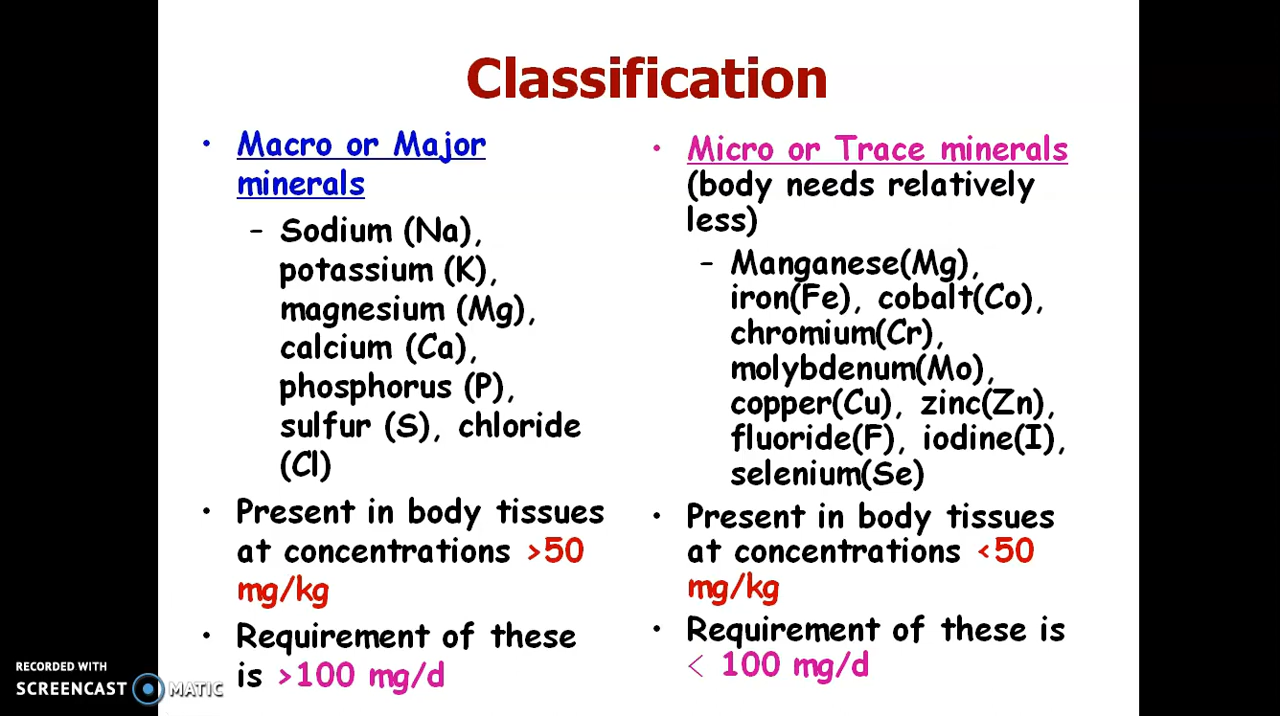 Classification
• Macro or Major
minerals
– Sodium (Na),
potassium (K),
magnesium (Mg),
calcium (Ca),
phosphorus (P),
sulfur (S), chloride
(Cl)
• Present in body tissues
at concentrations >50
mg/kg
• Requirement of these
is >100 mg/d
• Micro or Trace minerals
(body needs relatively
less)
– Manganese(Mg),
iron(Fe), cobalt(Co),
chromium(Cr),
molybdenum(Mo),
copper(Cu), zinc(Zn),
fluoride(F), iodine(I),
selenium(Se)
• Present in body tissues
at concentrations <50
mg/kg
• Requirement of these is
< 100 mg/d
RECORDED WITH
SCREENCAST MATIC